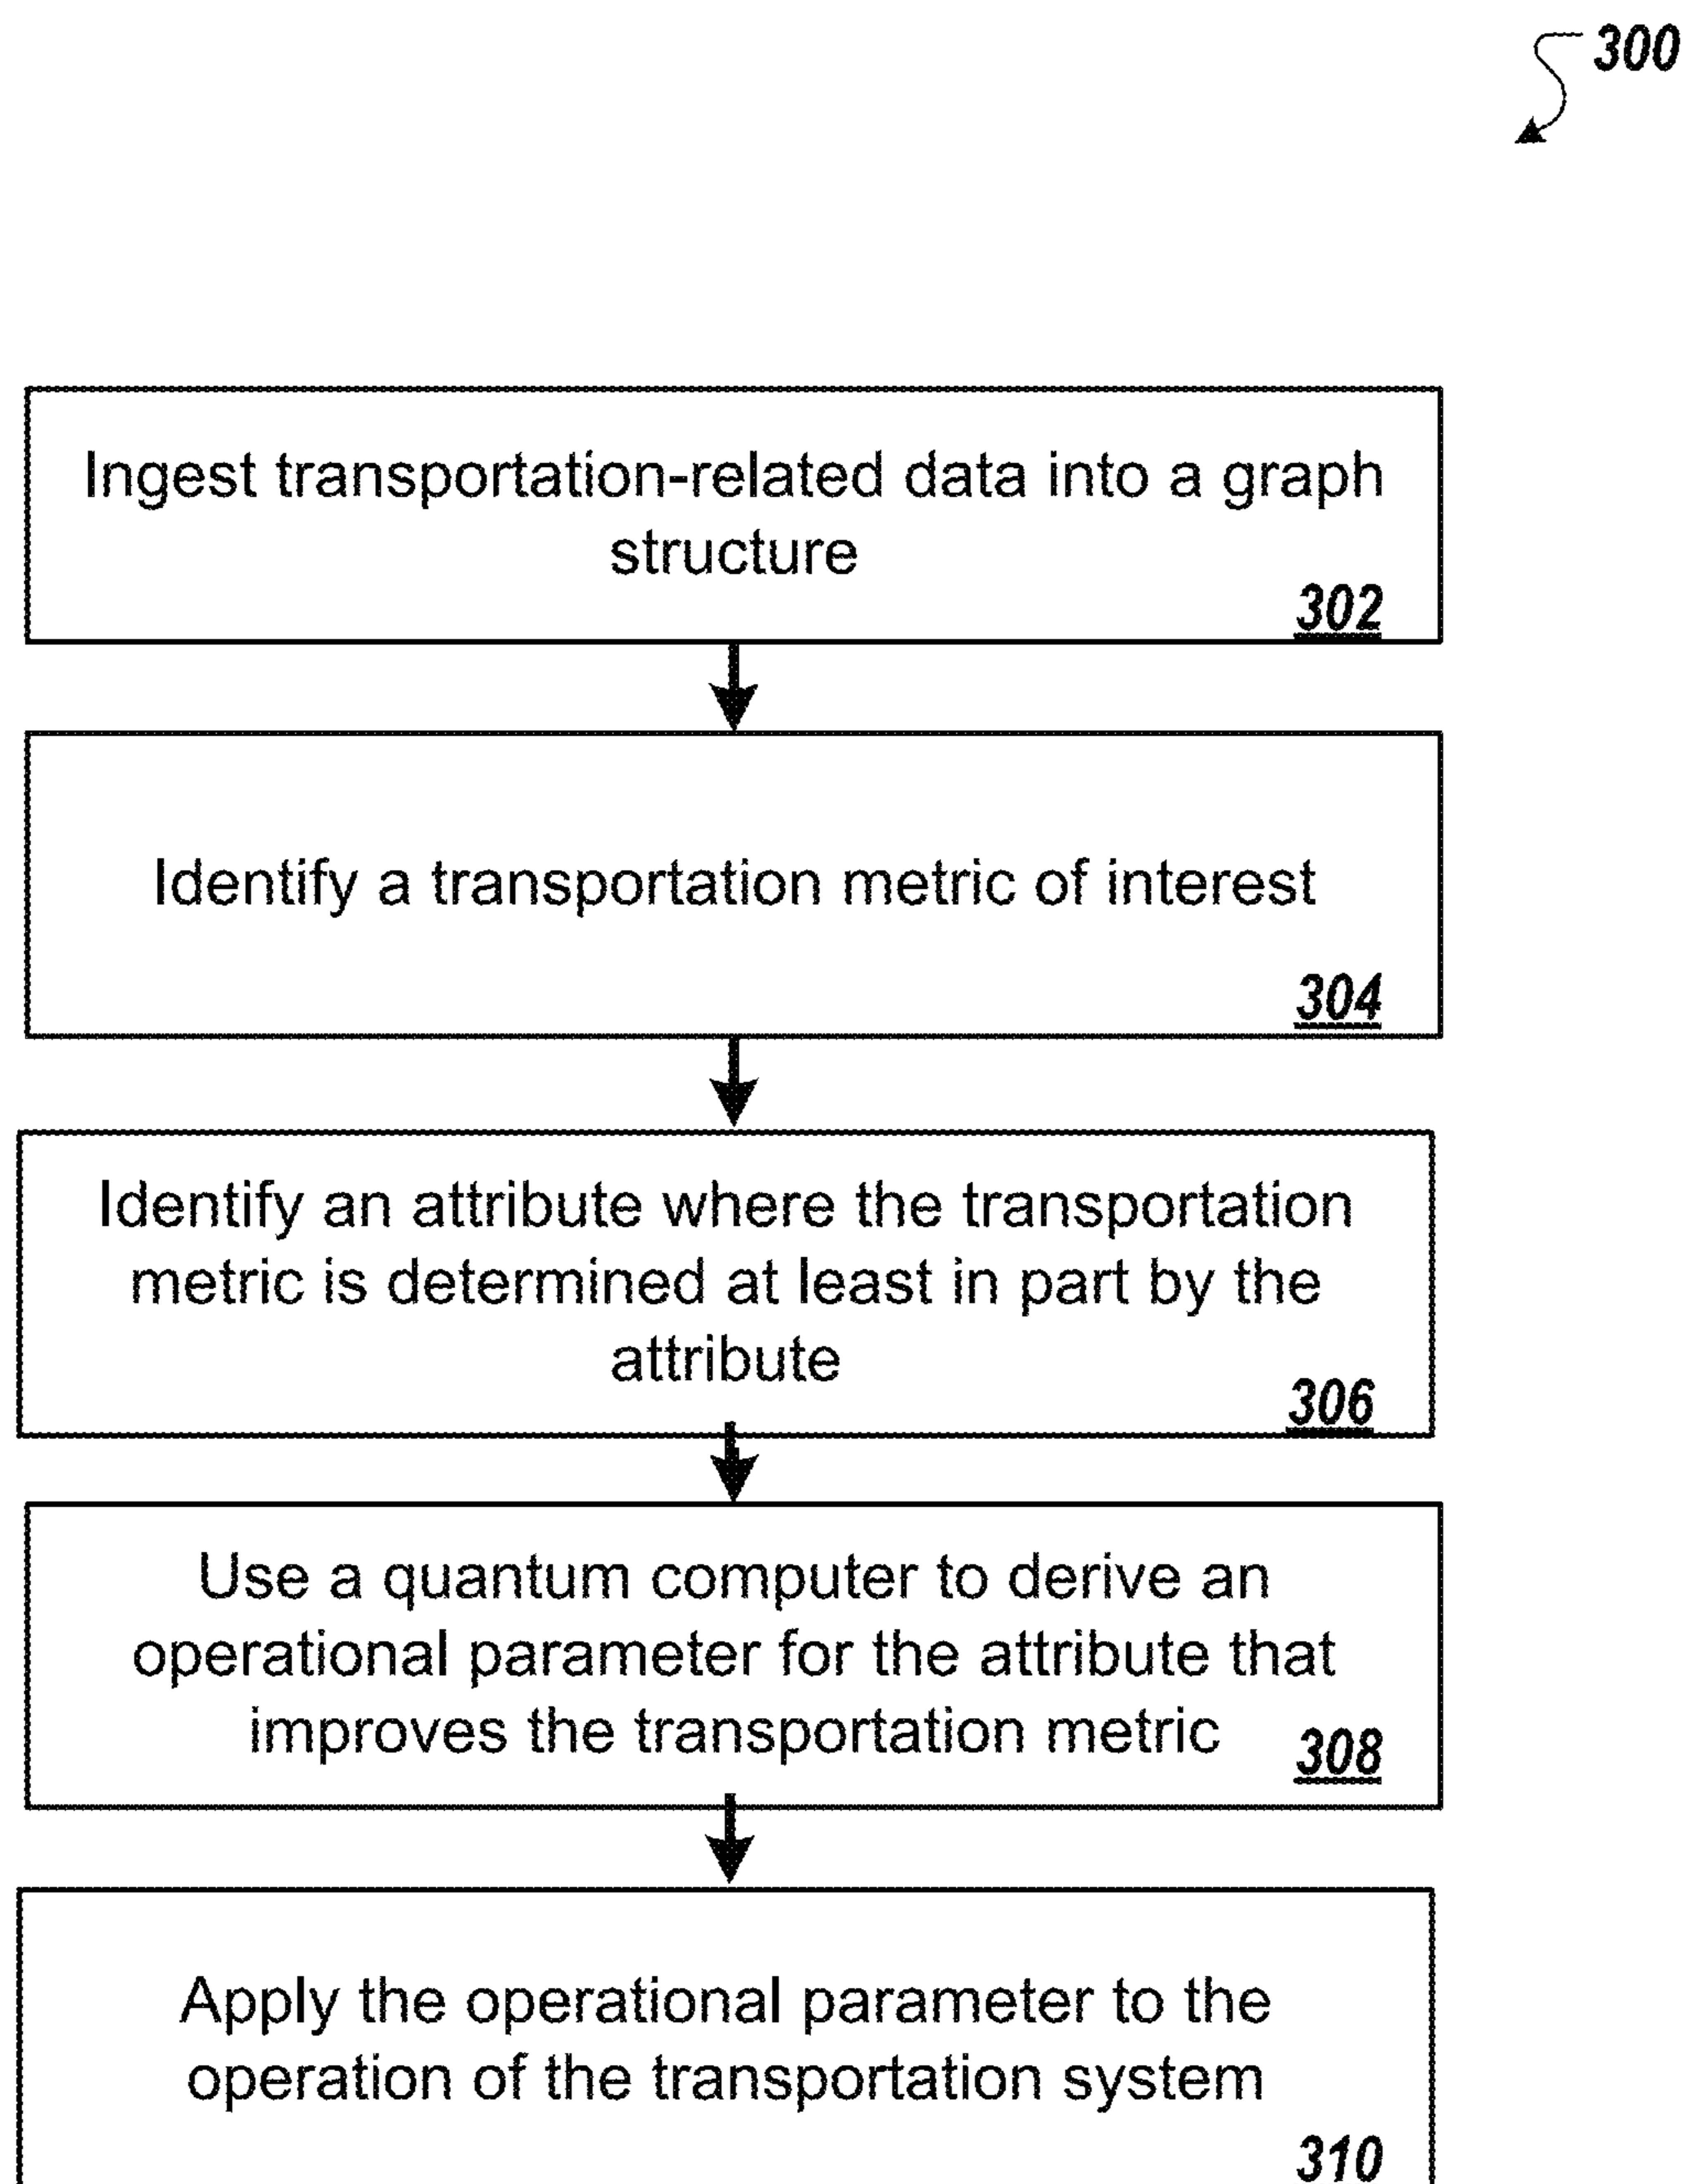 300
Ingest transportation-related data into a graph
structure
302
Identify a transportation metric of interest
304
Identify an attribute where the transportation
metric is determined at least in part by the
attribute
306
Use a quantum computer to derive an
operational parameter for the attribute that
improves the transportation metric
308
Apply the operational parameter to the
operation of the transportation system
310